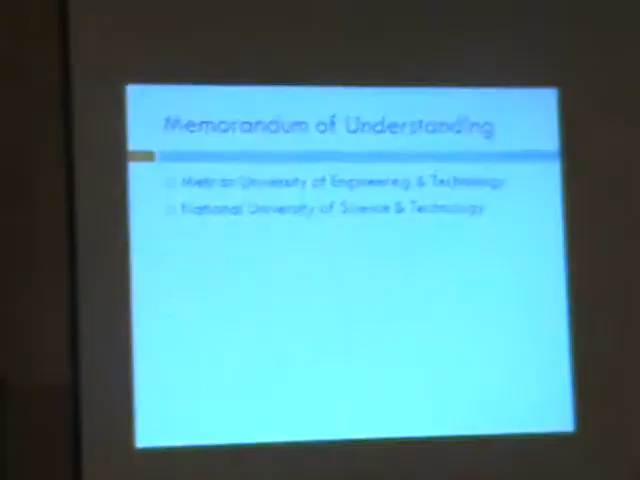 Memorandum of Understanding
Mehran University of Engineering & Technology
National University of Science & Technology